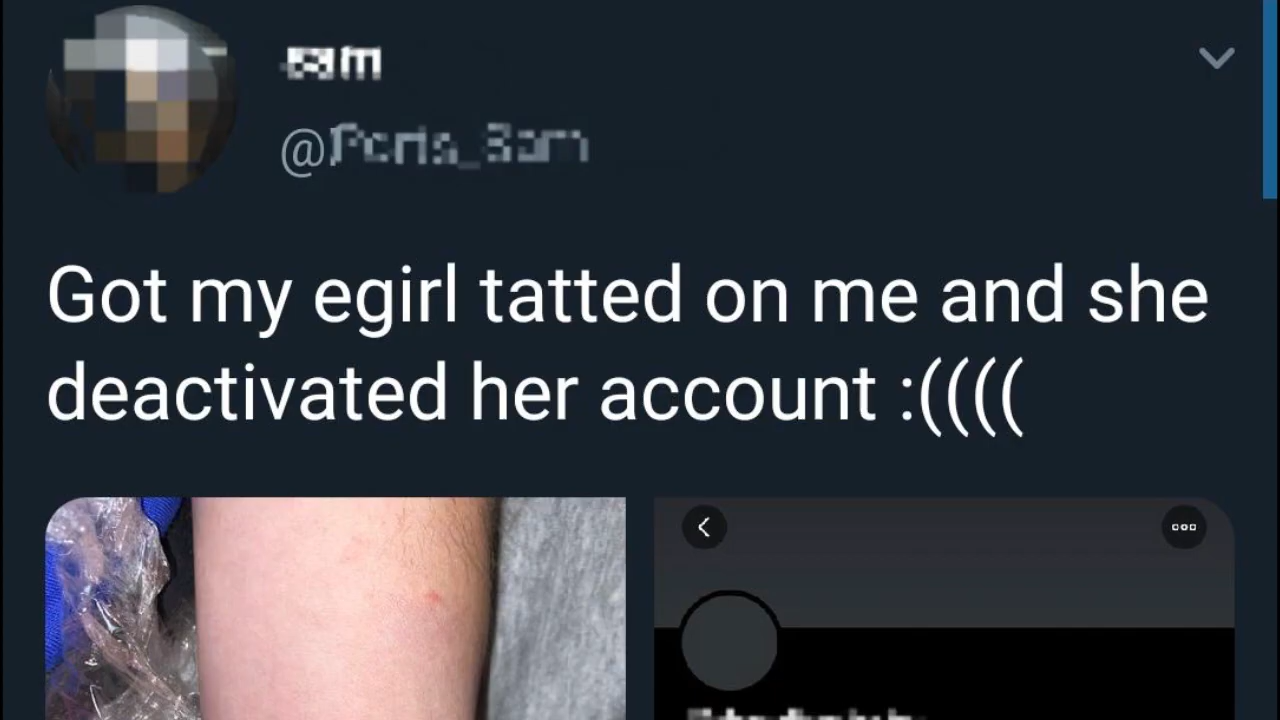 Got my egirl tatted on me and she
deactivated her account :((((